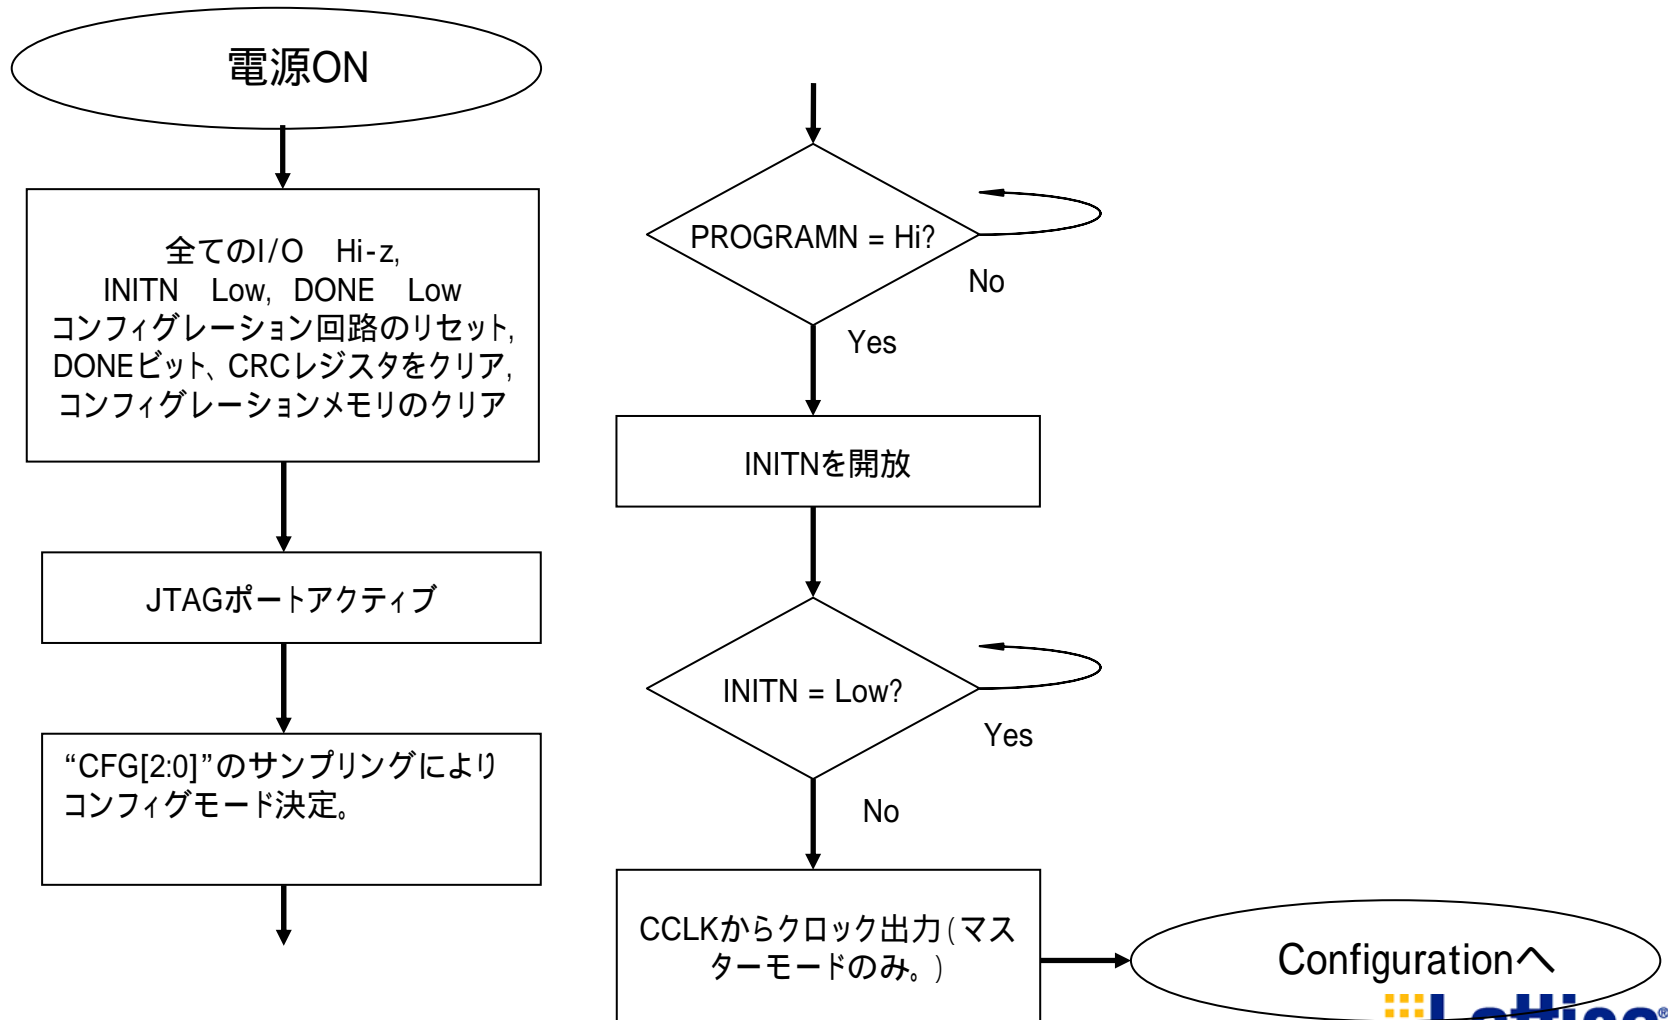 電源ON
全てのI/O　Hi-z,
INITN　Low, DONE　Low
コンフィグレーション回路のリセット,
DONEビット、CRCレジスタをクリア,
コンフィグレーションメモリのクリア
JTAGポートアクティブ
“CFG[2:0]”のサンプリングにより
コンフィグモード決定。
PROGRAMN = Hi?
No
Yes
INITNを開放
INITN = Low?
Yes
No
CCLKからクロック出力(マス
ターモードのみ。)
Configurationへ
Lattice®